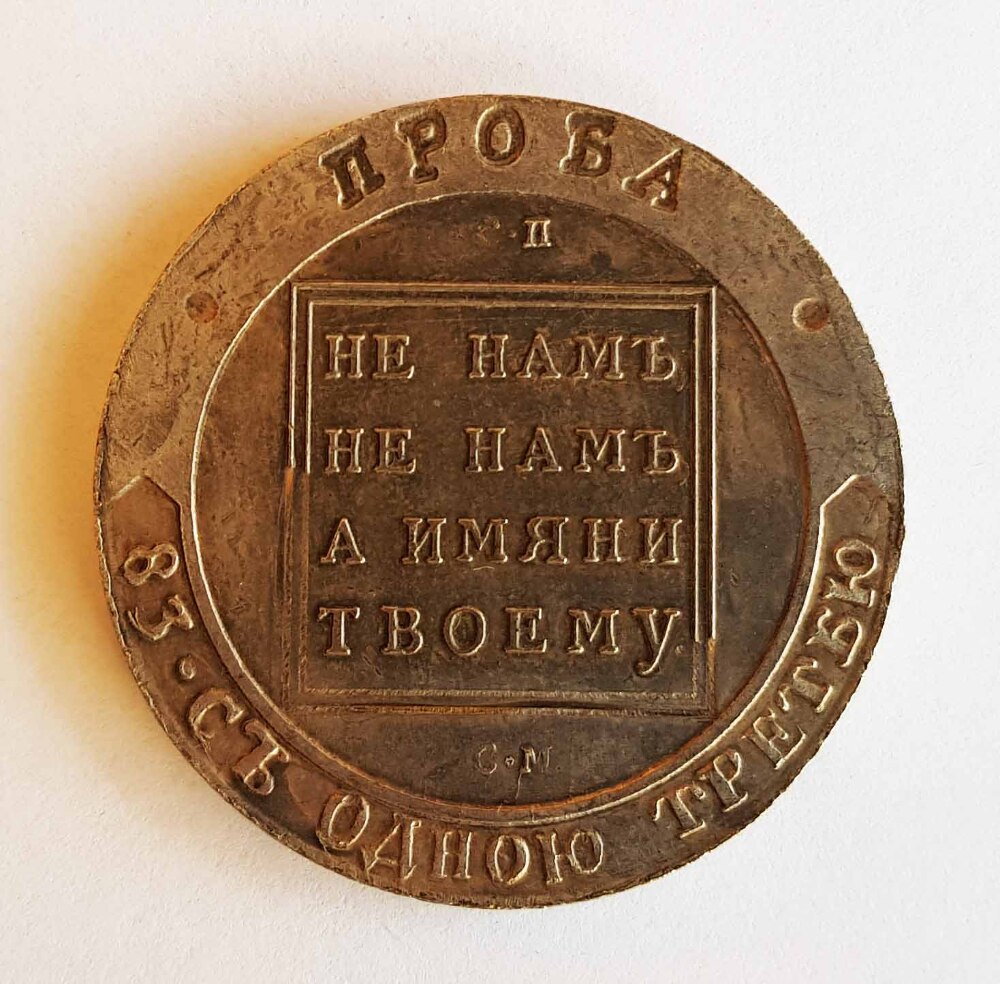 ПРОБА
П
НЕ НАМЪ
НЕ НАМЪ
А ИМЯНИ
ТВОЕМУ.
С·М
83·СЪ ОДНОЮ ТРЕТЬЮ